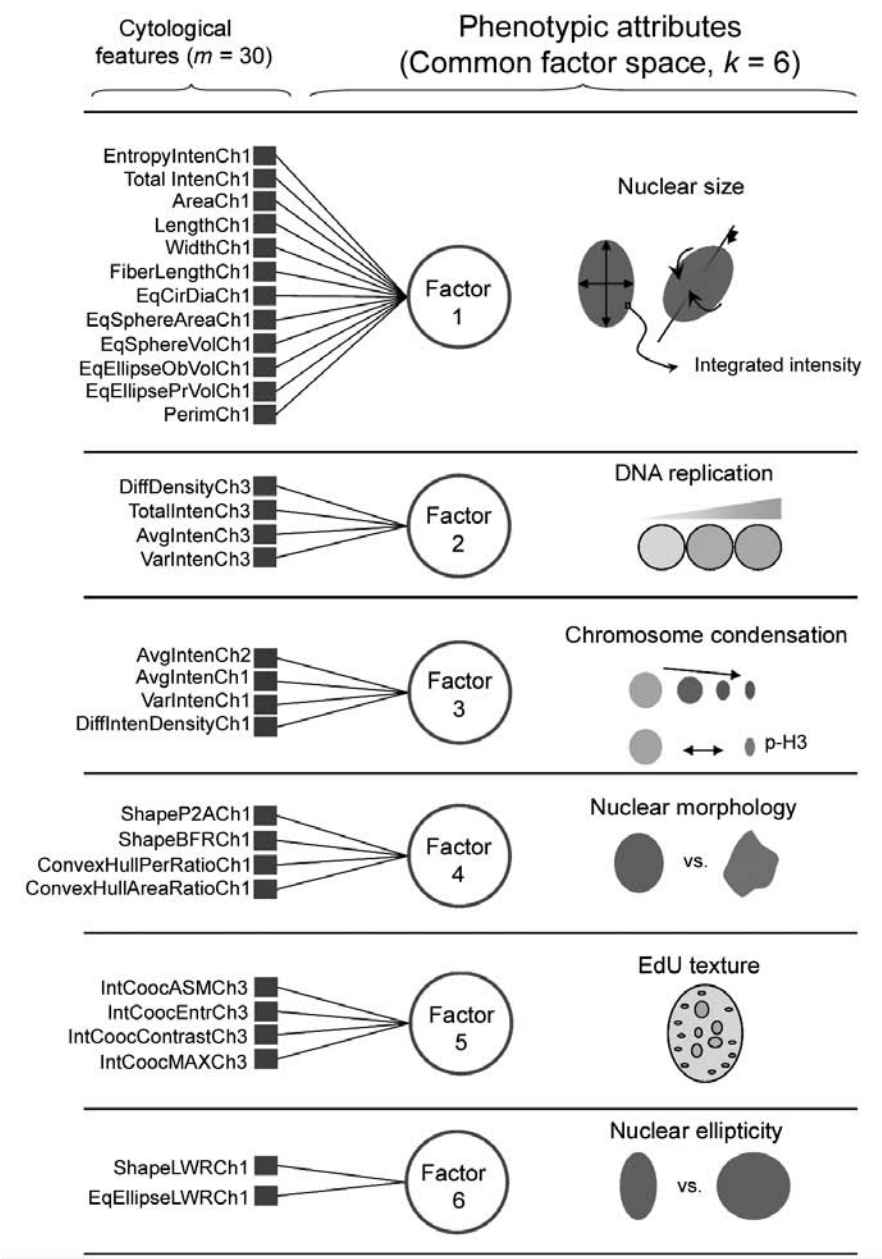 Cytological
features (m = 30)
Phenotypic attributes
(Common factor space, k = 6)
EntropyIntenCh1
Total IntenCh1
AreaCh1
LengthCh1
WidthCh1
FiberLengthCh1
EqCirDiaCh1
EqSphereAreaCh1
EqSphereVolCh1
EqEllipseObVolCh1
EqEllipsePrVolCh1
PerimCh1
Factor
1
Nuclear size
Integrated intensity
DiffDensityCh3
TotalIntenCh3
AvgIntenCh3
VarIntenCh3
Factor
2
DNA replication
AvgIntenCh2
AvgIntenCh1
VarIntenCh1
DiffIntenDensityCh1
Factor
3
Chromosome condensation
p-H3
ShapeP2ACh1
ShapeBFRCh1
ConvexHullPerRatioCh1
ConvexHullAreaRatioCh1
Factor
4
Nuclear morphology
vs.
IntCoocASMCh3
IntCoocEntrCh3
IntCoocContrastCh3
IntCoocMAXCh3
Factor
5
EdU texture
ShapeLWRCh1
EqEllipseLWRCh1
Factor
6
Nuclear ellipticity
vs.